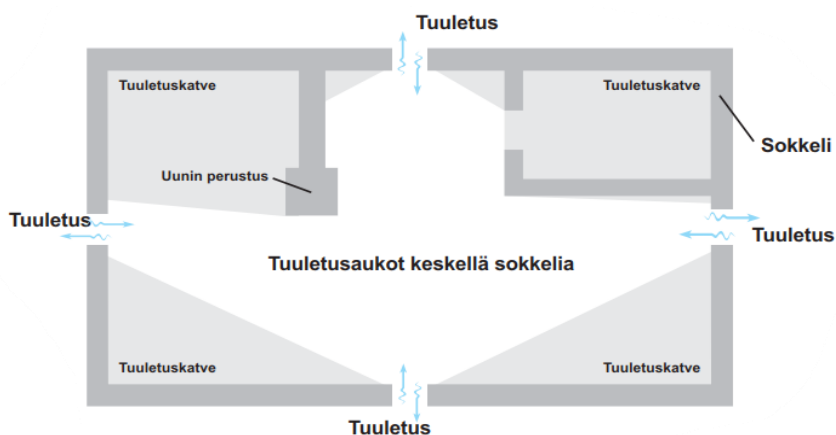 Tuuletus
Tuuletuskatve
Tuuletuskatve
Sokkeli
Uunin perustus
Tuuletus
Tuuletus
Tuuletusaukot keskellä sokkelia
Tuuletuskatve
Tuuletuskatve
Tuuletus